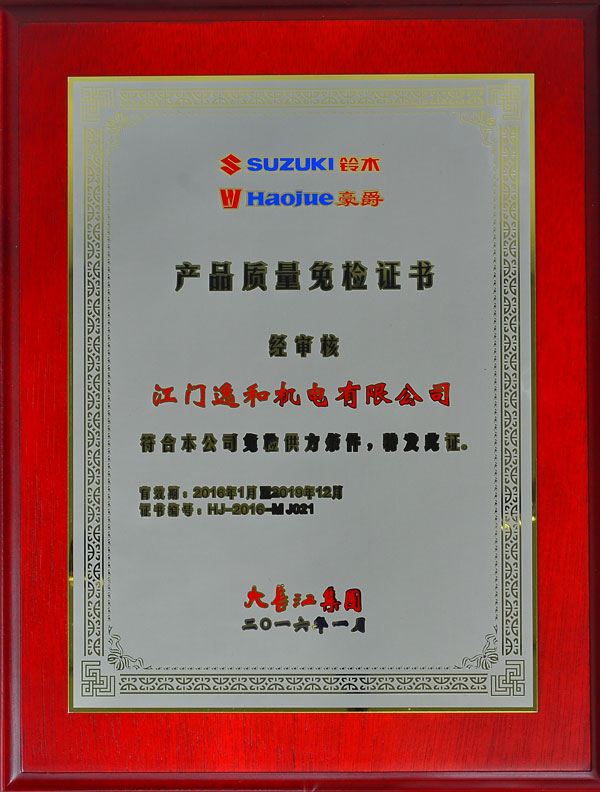 SUZUKI 铃木
Haojue 豪爵
产品质量免检证书
经审核
江门逸和机电有限公司
符合本公司免检供方条件，特发此证。
有效期：2016年1月至2019年12月
证书编号：HJ-2016-MJ021
大長江集团
二〇一六年一月